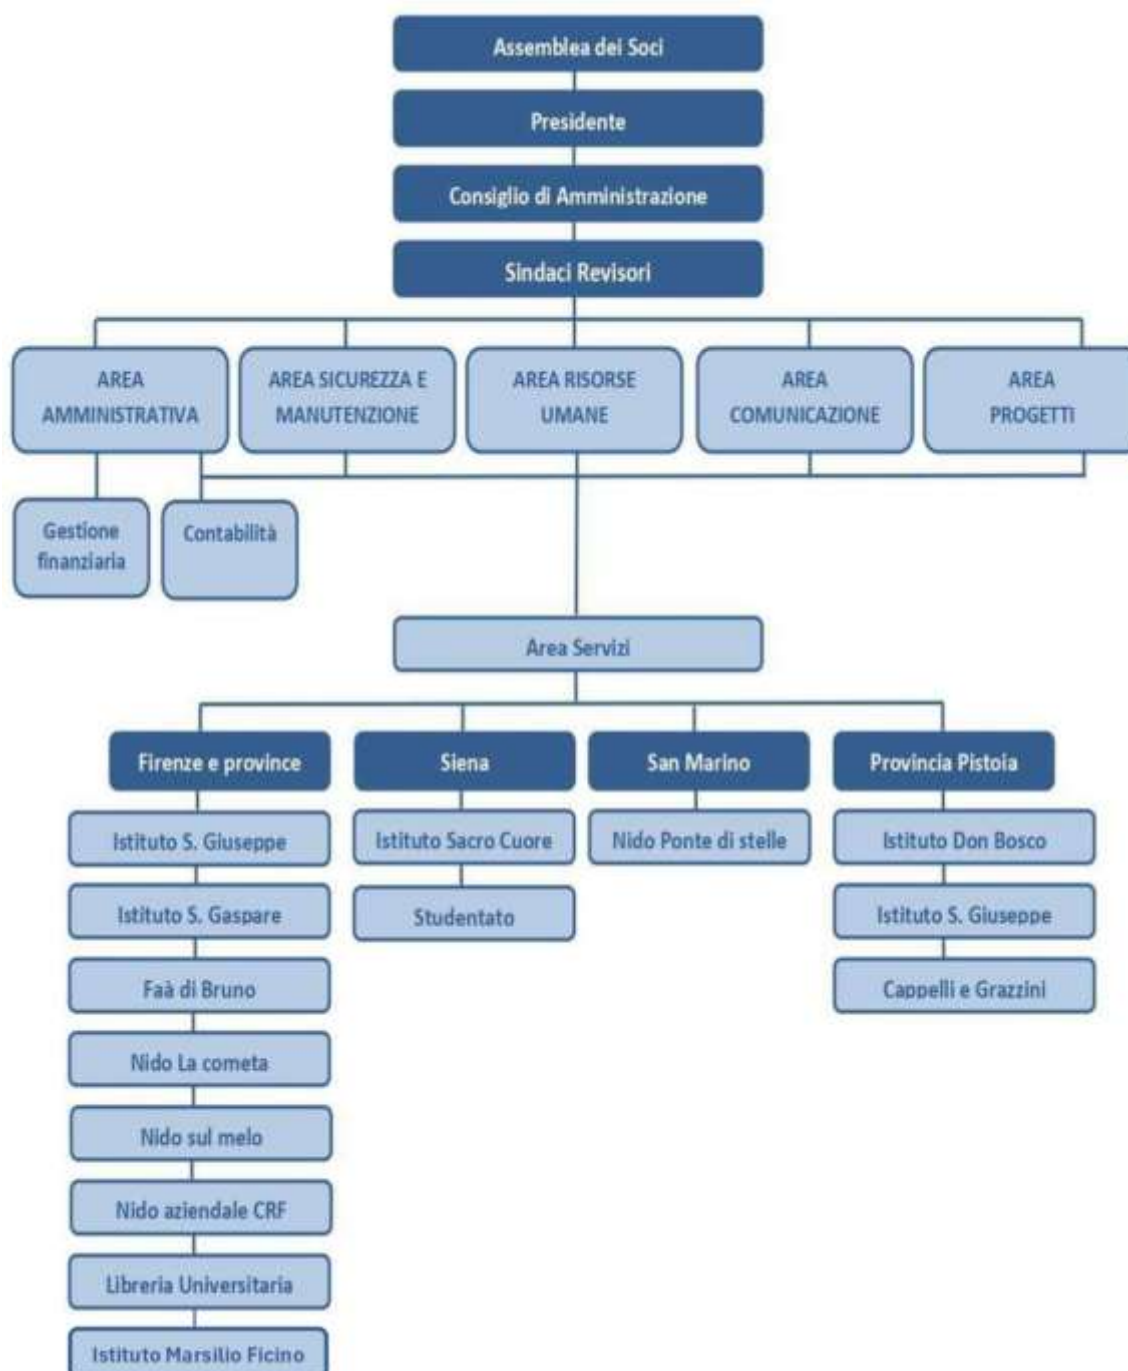 Assemblea dei Soci
Presidente
Consiglio di Amministrazione
Sindaci Revisori
AREA
AMMINISTRATIVA
AREA SICUREZZA E
MANUTENZIONE
AREA RISORSE
UMANE
AREA
COMUNICAZIONE
AREA
PROGETTI
Gestione
finanziaria
Contabilità
Area Servizi
Firenze e province
Istituto S. Giuseppe
Istituto S. Gaspare
Faà di Bruno
Nido La cometa
Nido sul melo
Nido aziendale CRF
Libreria Universitaria
Istituto Marsilio Ficino
Siena
Istituto Sacro Cuore
Studentato
San Marino
Nido Ponte di stelle
Provincia Pistoia
Istituto Don Bosco
Istituto S. Giuseppe
Cappelli e Grazzini